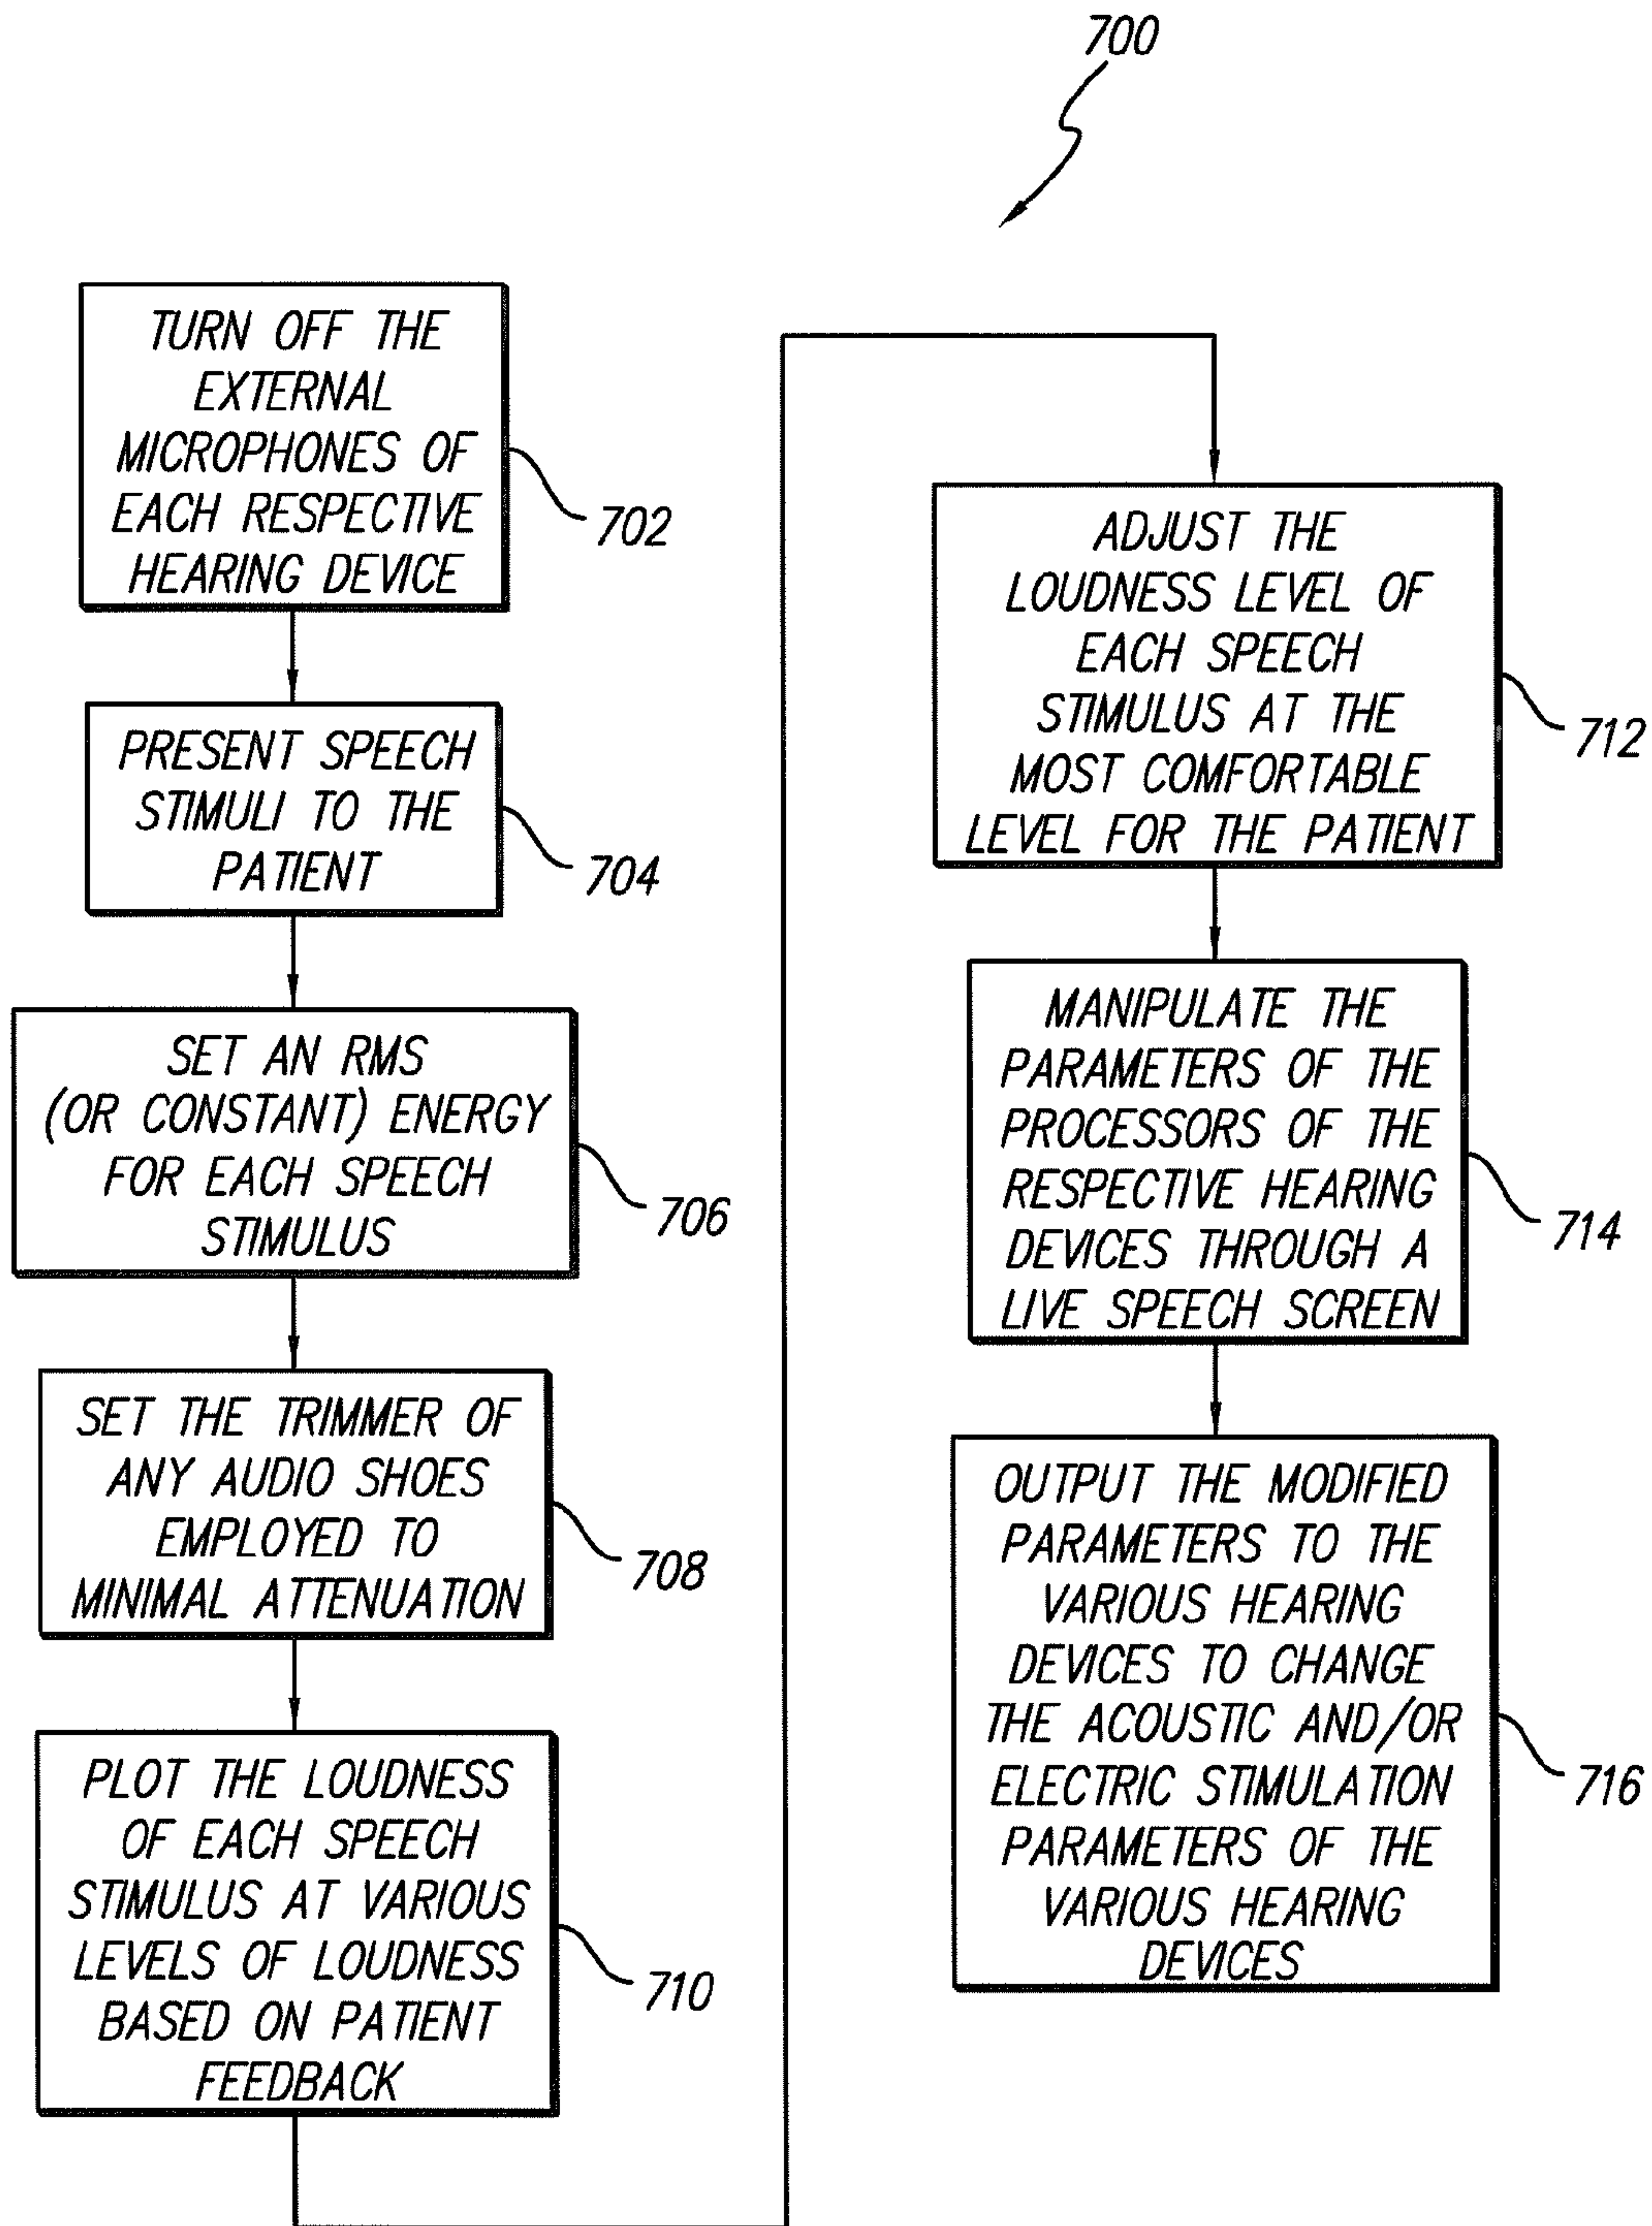 700
TURN OFF THE
EXTERNAL
MICROPHONES OF
EACH RESPECTIVE
HEARING DEVICE
702
PRESENT SPEECH
STIMULI TO THE
PATIENT
704
SET AN RMS
(OR CONSTANT) ENERGY
FOR EACH SPEECH
STIMULUS
706
SET THE TRIMMER OF
ANY AUDIO SHOES
EMPLOYED TO
MINIMAL ATTENUATION
708
PLOT THE LOUDNESS
OF EACH SPEECH
STIMULUS AT VARIOUS
LEVELS OF LOUDNESS
BASED ON PATIENT
FEEDBACK
710
ADJUST THE
LOUDNESS LEVEL OF
EACH SPEECH
STIMULUS AT THE
MOST COMFORTABLE
LEVEL FOR THE PATIENT
712
MANIPULATE THE
PARAMETERS OF THE
PROCESSORS OF THE
RESPECTIVE HEARING
DEVICES THROUGH A
LIVE SPEECH SCREEN
714
OUTPUT THE MODIFIED
PARAMETERS TO THE
VARIOUS HEARING
DEVICES TO CHANGE
THE ACOUSTIC AND/OR
ELECTRIC STIMULATION
PARAMETERS OF THE
VARIOUS HEARING
DEVICES
716